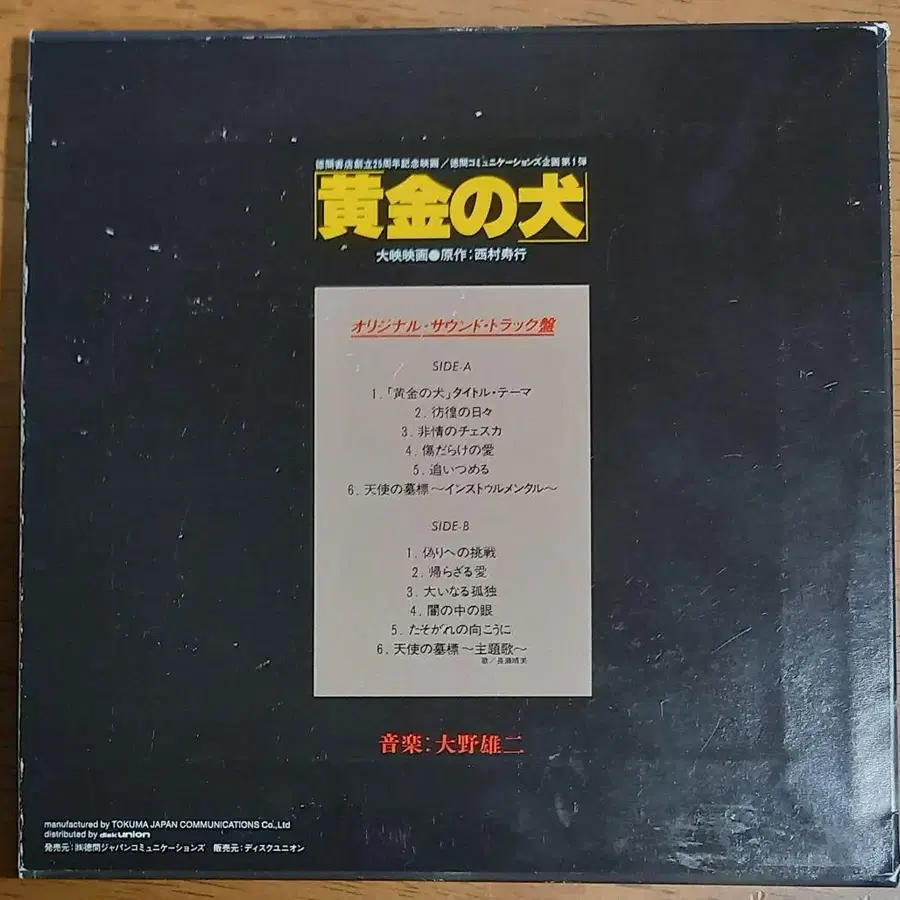 徳間書店創立25周年記念映画／徳間コミュニケーションズ企画第1弾
「黄金の犬」
大映映画●原作：西村寿行
オリジナル・サウンド・トラック盤
SIDE-A
1.「黄金の犬」タイトル・テーマ
2. 彷徨の日々
3. 非情のチェスカ
4. 傷だらけの愛
5. 追いつめる
6. 天使の墓標～インストゥルメンタル～
SIDE-B
1. 偽りへの挑戦
2. 帰らざる愛
3. 大いなる孤独
4. 闇の中の眼
5. たそがれの向こうに
6. 天使の墓標～主題歌～
歌／長瀬晴美
音楽：大野雄二
manufactured by TOKUMA JAPAN COMMUNICATIONS Co.,Ltd
distributed by diskunion
発売元：㈱徳間ジャパンコミュニケーションズ 販売元：ディスクユニオン